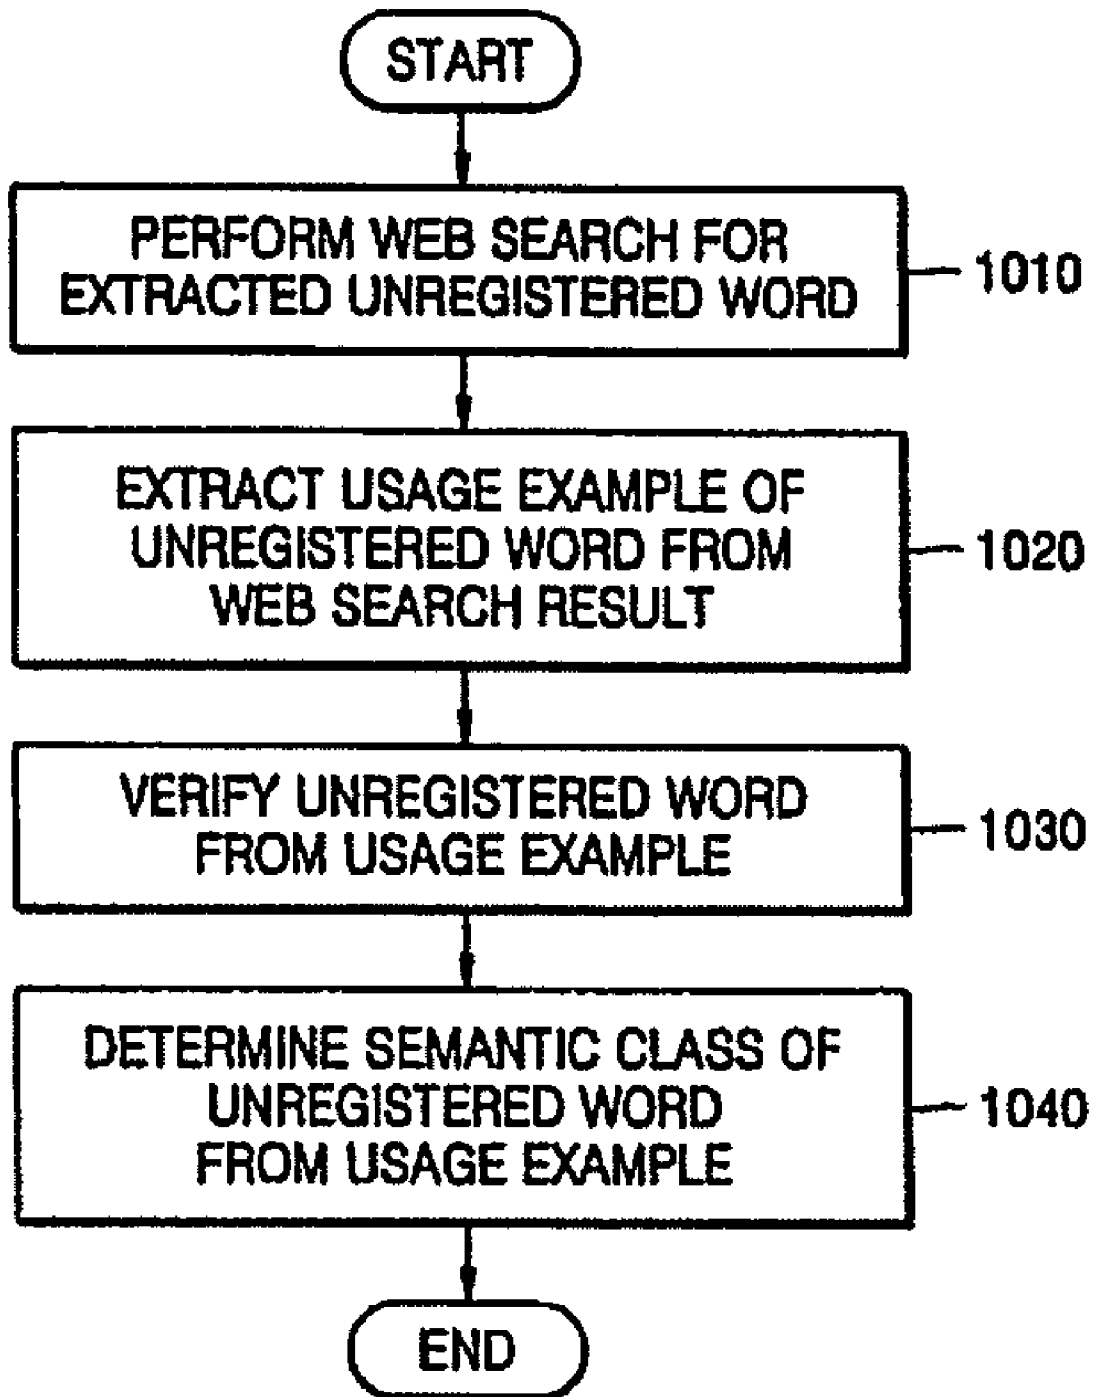 START
PERFORM WEB SEARCH FOR
EXTRACTED UNREGISTERED WORD
1010
EXTRACT USAGE EXAMPLE OF
UNREGISTERED WORD FROM
WEB SEARCH RESULT
1020
VERIFY UNREGISTERED WORD
FROM USAGE EXAMPLE
1030
DETERMINE SEMANTIC CLASS OF
UNREGISTERED WORD
FROM USAGE EXAMPLE
1040
END